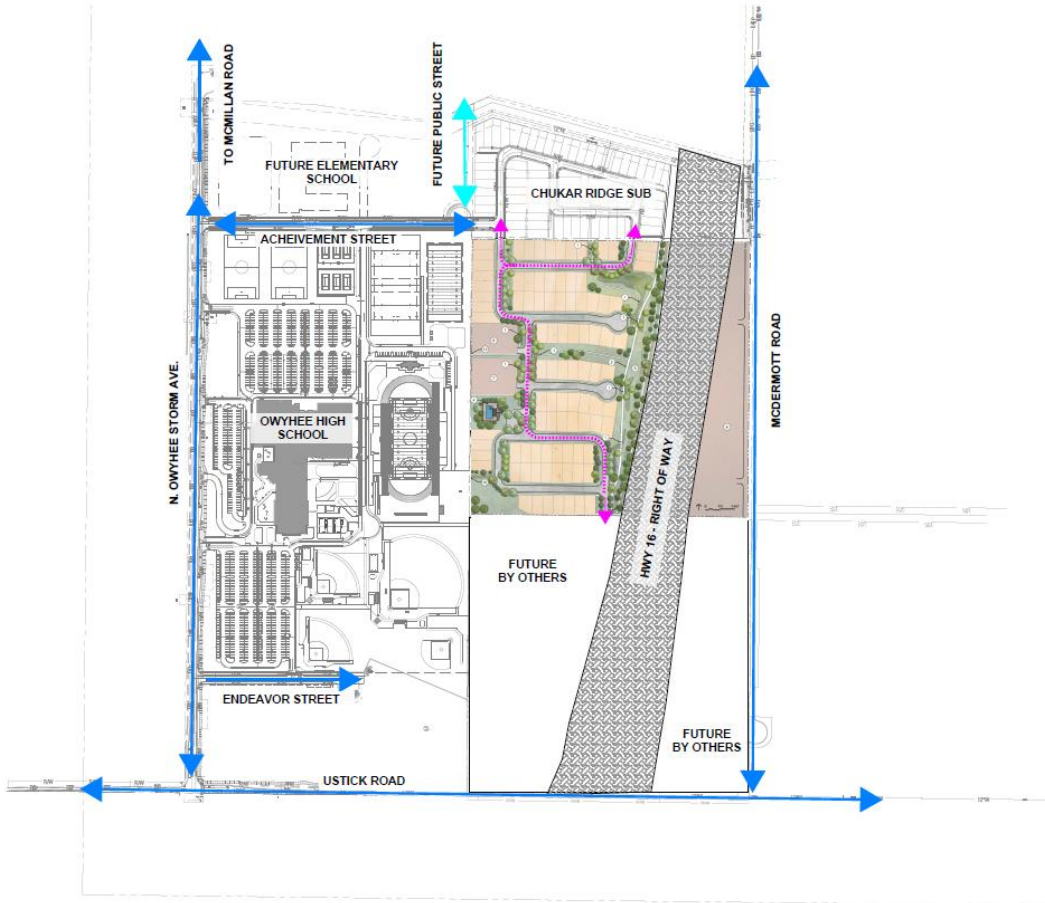 TO MCMILLAN ROAD
FUTURE PUBLIC STREET
FUTURE ELEMENTARY
SCHOOL
CHUKAR RIDGE SUB
ACHEIVEMENT STREET
MCDERMOTT ROAD
N. OWYHEE STORM AVE.
OWYHEE HIGH
SCHOOL
HWY 16 - RIGHT OF WAY
FUTURE
BY OTHERS
ENDEAVOR STREET
FUTURE
BY OTHERS
USTICK ROAD